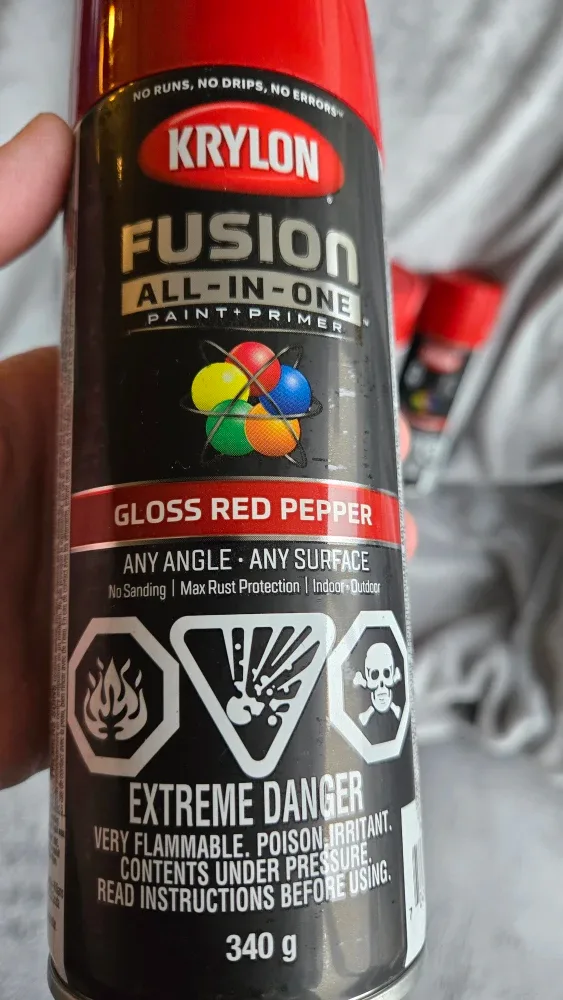 NO RUNS, NO DRIPS, NO ERRORS™
KRYLON
FUSION
ALL-IN-ONE™
PAINT+PRIMER
GLOSS RED PEPPER
ANY ANGLE · ANY SURFACE
No Sanding | Max Rust Protection | Indoor+Outdoor
EXTREME DANGER
VERY FLAMMABLE. POISON. IRRITANT.
CONTENTS UNDER PRESSURE.
READ INSTRUCTIONS BEFORE USING.
340 g